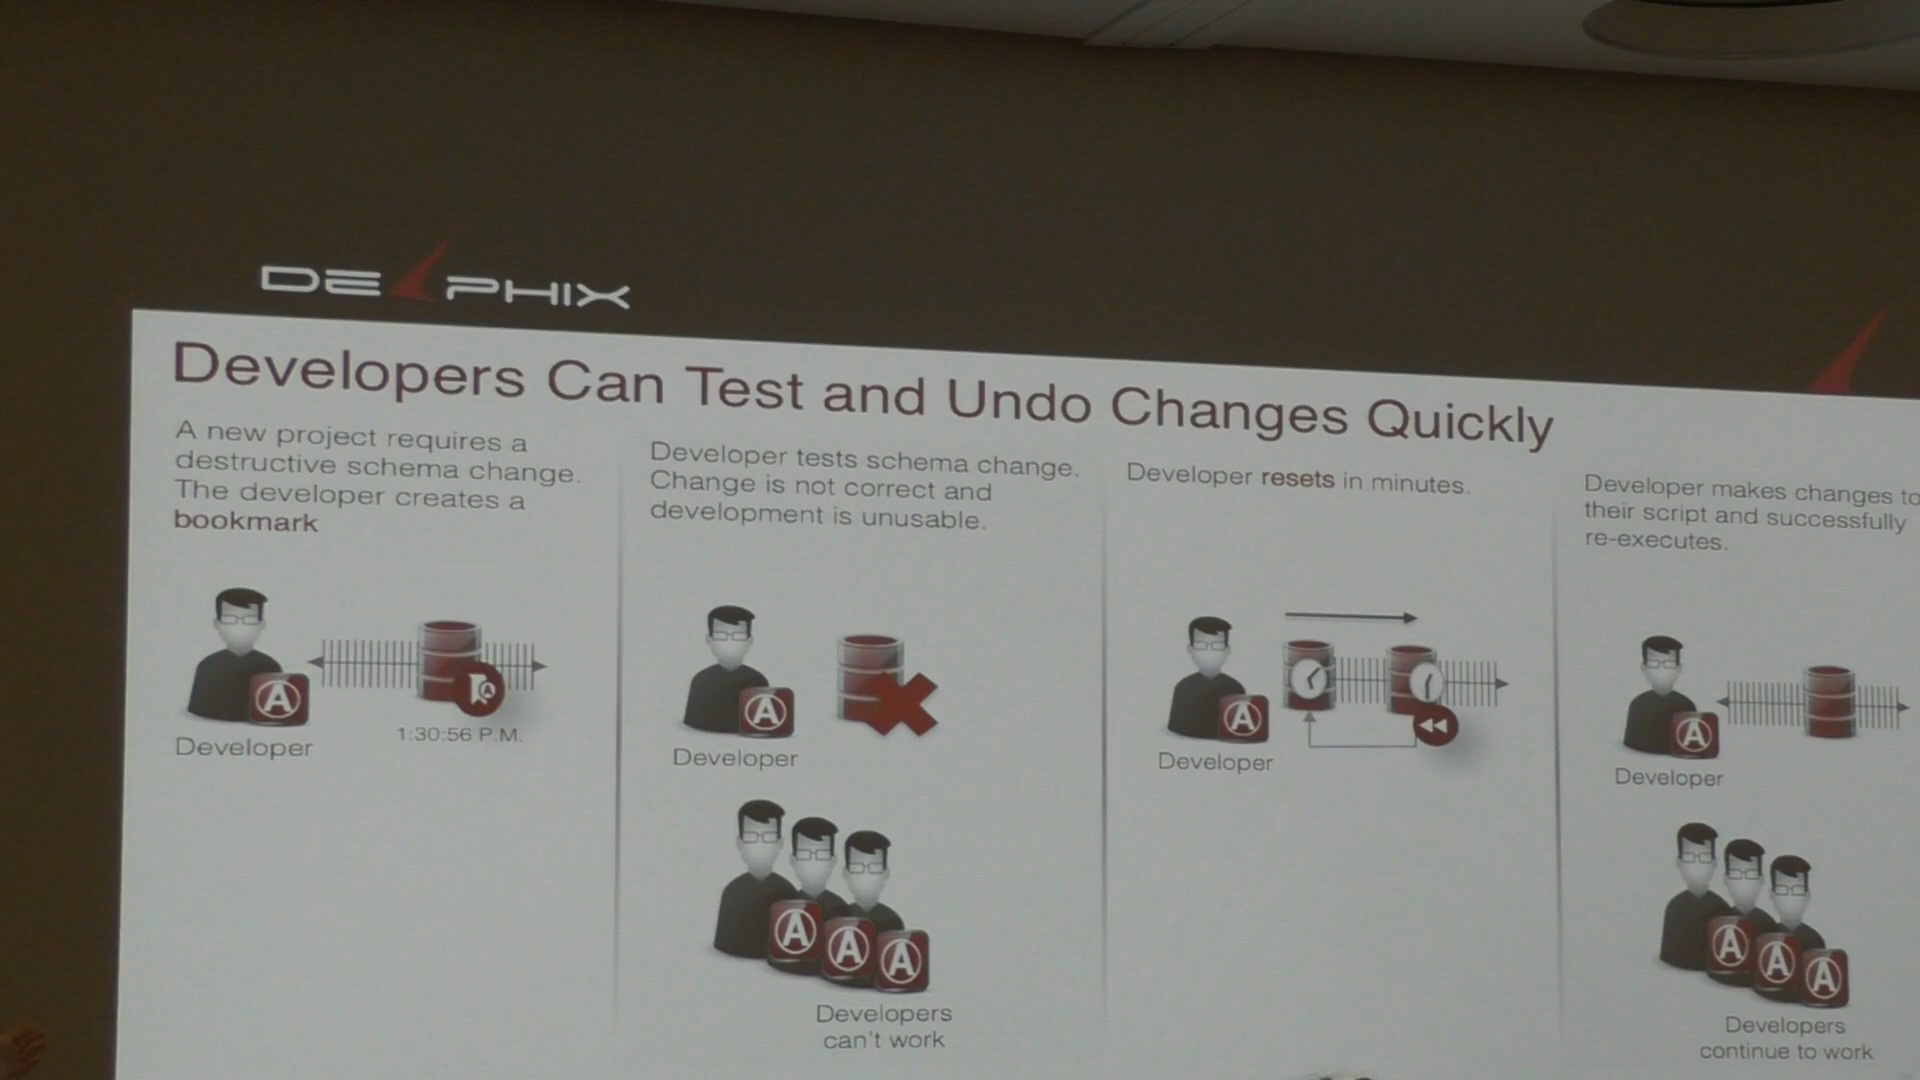 DELPHIX
Developers Can Test and Undo Changes Quickly
A new project requires a
destructive schema change.
The developer creates a
bookmark
A
1:30:56 P.M.
Developer
Developer tests schema change.
Change is not correct and
development is unusable.
A
Developer
A
A
A
Developers
can't work
Developer resets in minutes.
A
Developer
Developer makes changes to
their script and successfully
re-executes.
A
Developer
A
A
A
Developers
continue to work